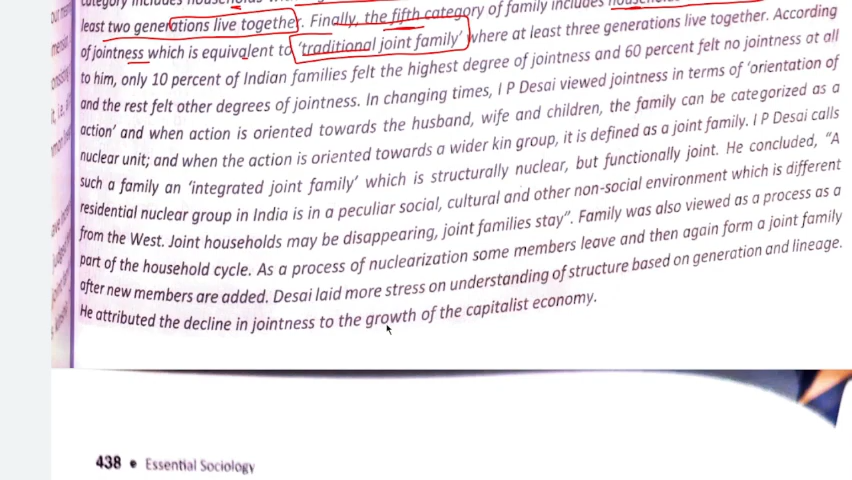 category includes households
least two generations live together. Finally, the fifth category of family includes
of jointness which is equivalent to 'traditional joint family' where at least three generations live together. According
to him, only 10 percent of Indian families felt the highest degree of jointness and 60 percent felt no jointness at all
and the rest felt other degrees of jointness. In changing times, I P Desai viewed jointness in terms of 'orientation of
action' and when action is oriented towards the husband, wife and children, the family can be categorized as a
nuclear unit; and when the action is oriented towards a wider kin group, it is defined as a joint family. I P Desai calls
such a family an 'integrated joint family' which is structurally nuclear, but functionally joint. He concluded, "A
residential nuclear group in India is in a peculiar social, cultural and other non-social environment which is different
from the West. Joint households may be disappearing, joint families stay". Family was also viewed as a process as a
part of the household cycle. As a process of nuclearization some members leave and then again form a joint family
after new members are added. Desai laid more stress on understanding of structure based on generation and lineage.
He attributed the decline in jointness to the growth of the capitalist economy.
438 • Essential Sociology